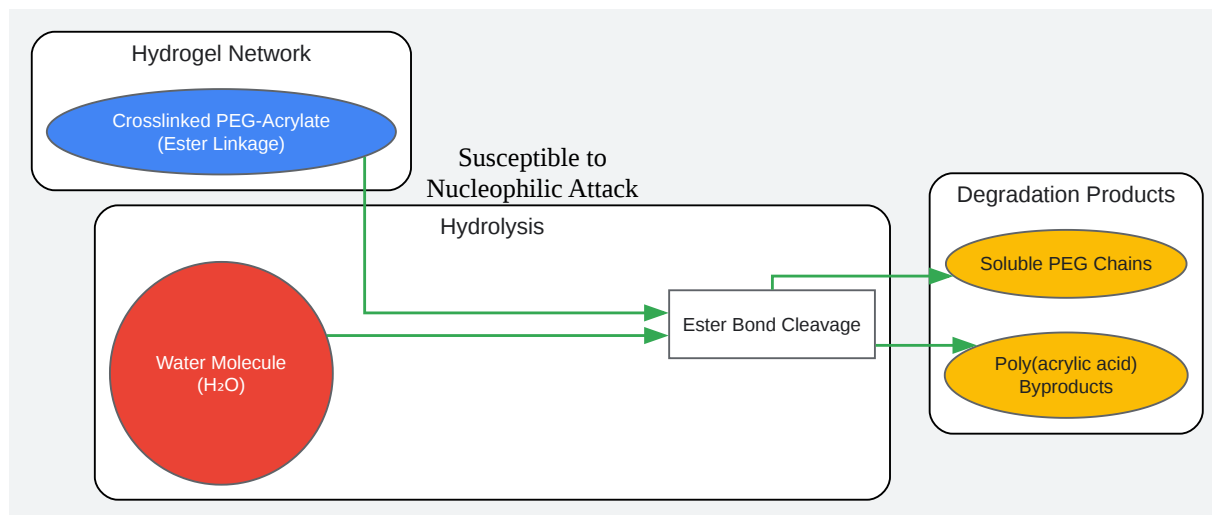 Hydrogel Network
Crosslinked PEG-Acrylate
(Ester Linkage)
Susceptible to
Nucleophilic Attack
Hydrolysis
Water Molecule
(H₂O)
Ester Bond Cleavage
Degradation Products
Soluble PEG Chains
Poly(acrylic acid)
Byproducts